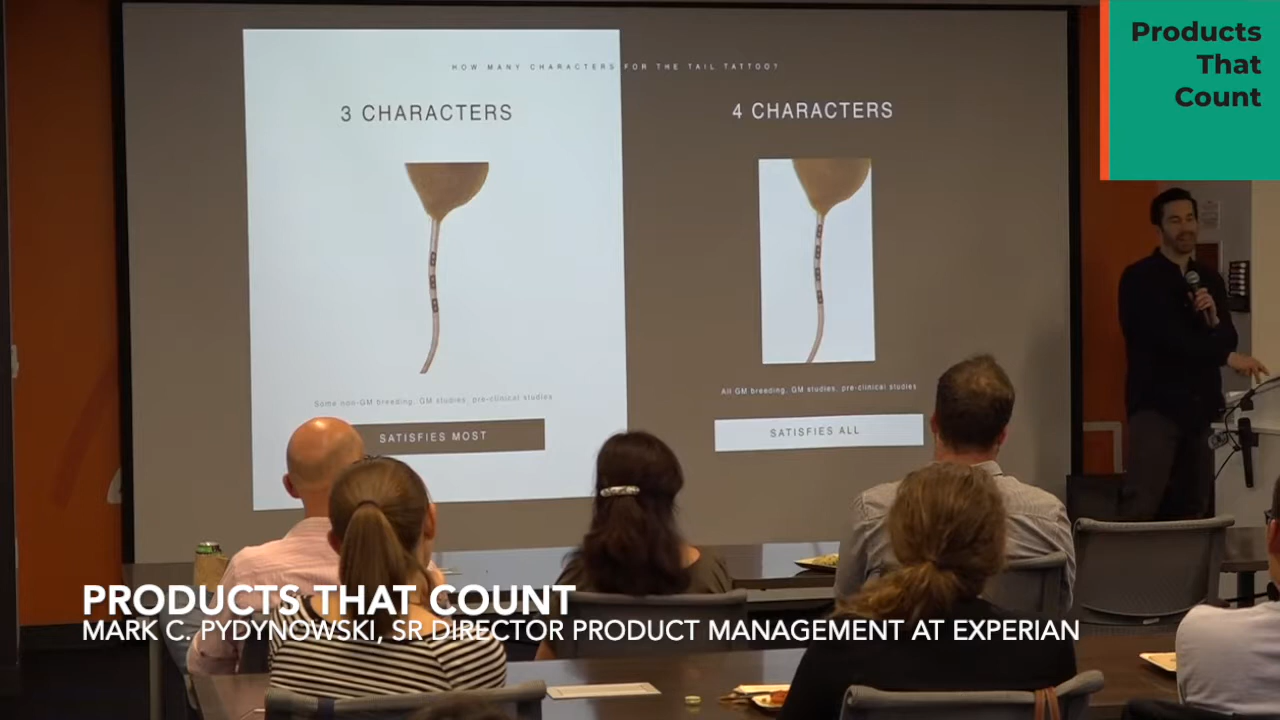 Products
That
Count
HOW MANY CHARACTERS FOR THE TAIL TATTOO?
3 CHARACTERS
4 CHARACTERS
Some non-GM breeding, GM studies, pre-clinical studies
All GM breeding, GM studies, pre-clinical studies
SATISFIES MOST
SATISFIES ALL
PRODUCTS THAT COUNT
MARK C. PYDYNOWSKI, SR DIRECTOR PRODUCT MANAGEMENT AT EXPERIAN